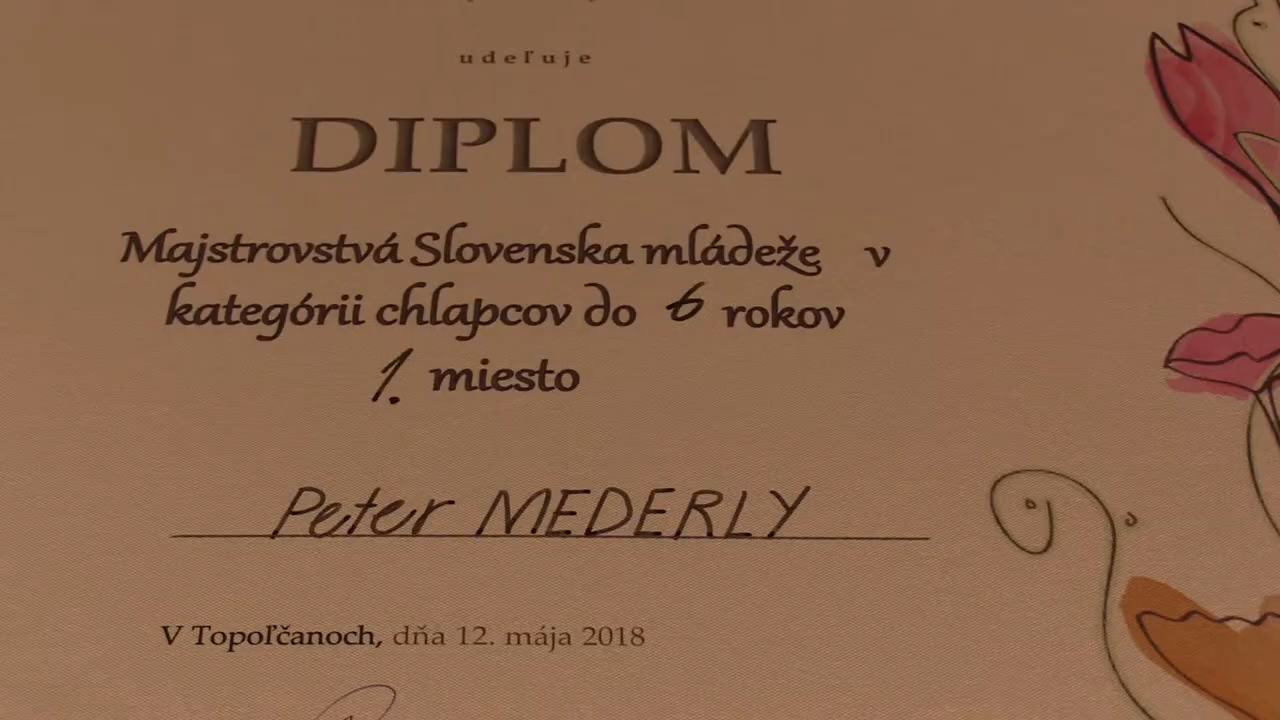 udeľuje
DIPLOM
Majstrovstvá Slovenska mládeže v
kategórii chlapcov do 6 rokov
1. miesto
Peter MEDERLY
V Topoľčanoch, dňa 12. mája 2018